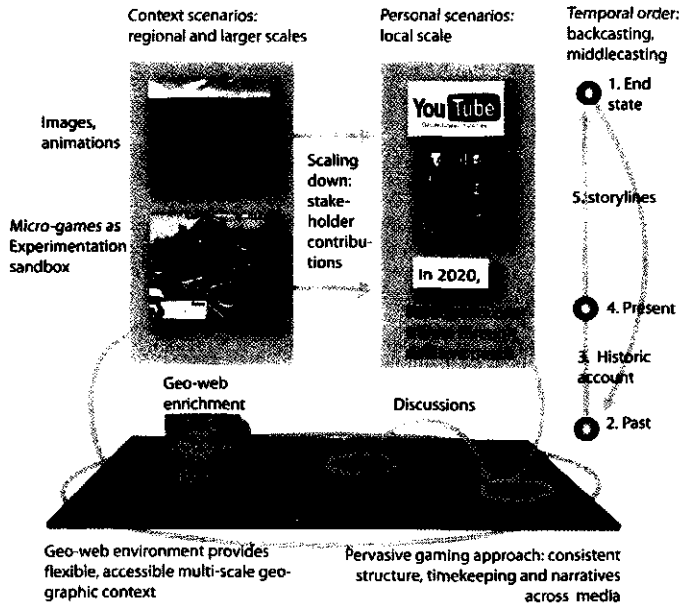 Context scenarios:
regional and larger scales
Personal scenarios:
local scale
Temporal order:
backcasting,
middlecasting
Images,
animations
Micro-games as
Experimentation
sandbox
Scaling
down:
stake-
holder
contribu-
tions
YouTube
In 2020,
1. End
state
5. storylines
4. Present
3. Historic
account
2. Past
Geo-web
enrichment
Discussions
Geo-web environment provides
flexible, accessible multi-scale geo-
graphic context
Pervasive gaming approach: consistent
structure, timekeeping and narratives
across media